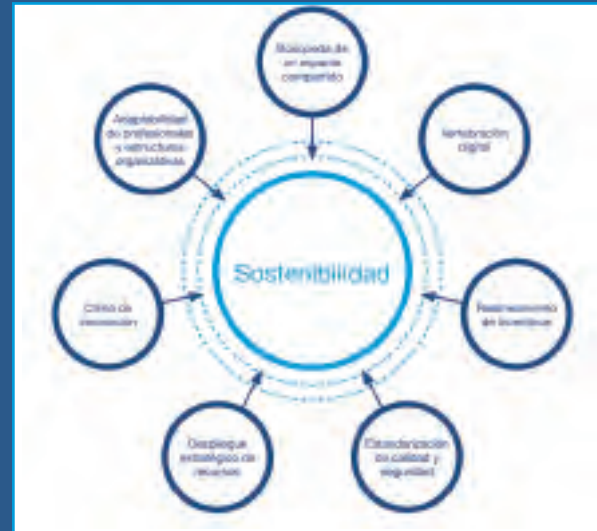 Búsqueda de
un espacio
compartido
Vertebración
digital
de incentivos
Estandarización
de calidad y
seguridad
Despliegue
estratégico de
recursos
Clima de
innovación
Adaptabilidad
de profesionales
y estructuras
organizativas
Sostenibilidad